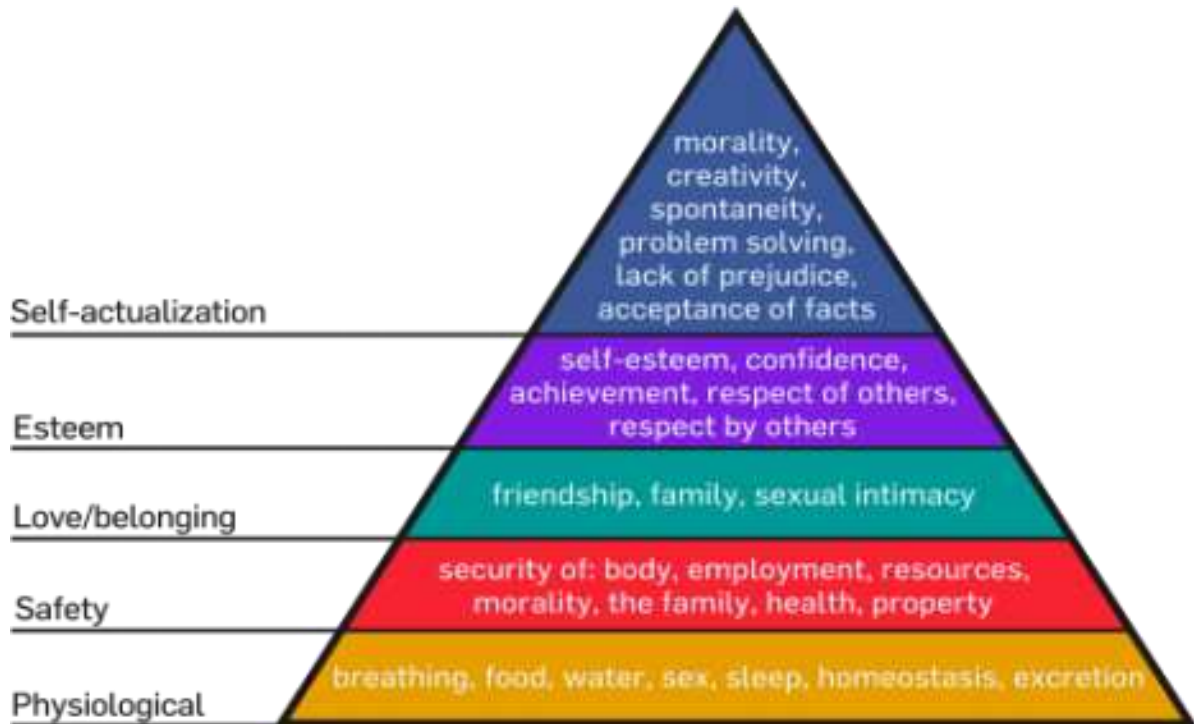 morality,
creativity,
spontaneity,
problem solving,
lack of prejudice,
acceptance of facts
Self-actualization
self-esteem, confidence,
achievement, respect of others,
respect by others
Esteem
friendship, family, sexual intimacy
Love/belonging
security of: body, employment, resources,
morality, the family, health, property
Safety
breathing, food, water, sex, sleep, homeostasis, excretion
Physiological